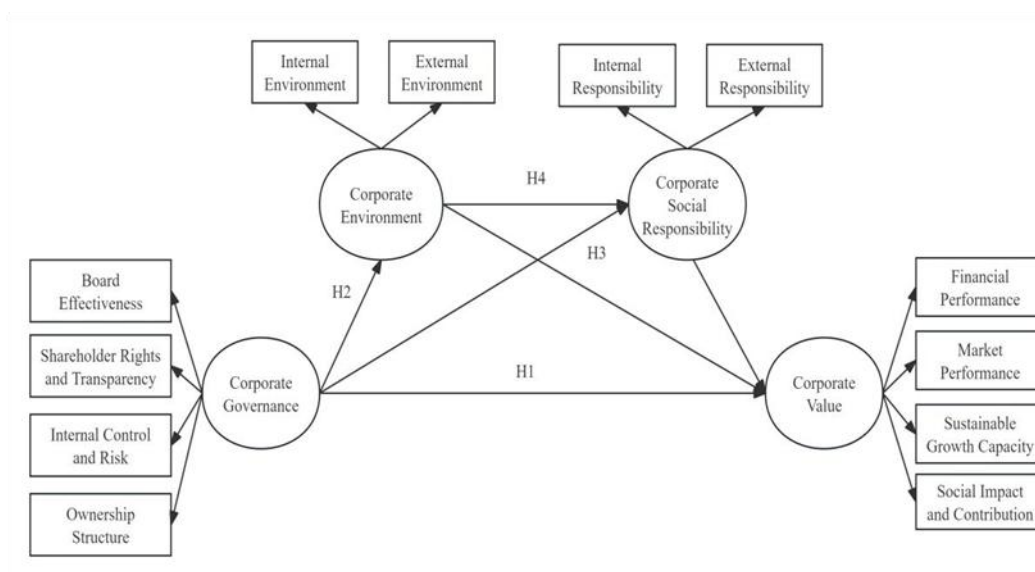 Internal
Environment
External
Environment
Internal
Responsibility
External
Responsibility
Corporate
Environment
H4
Corporate
Social
Responsibility
H3
H2
Board
Effectiveness
Shareholder Rights
and Transparency
Internal Control
and Risk
Ownership
Structure
Corporate
Governance
H1
Corporate
Value
Financial
Performance
Market
Performance
Sustainable
Growth Capacity
Social Impact
and Contribution